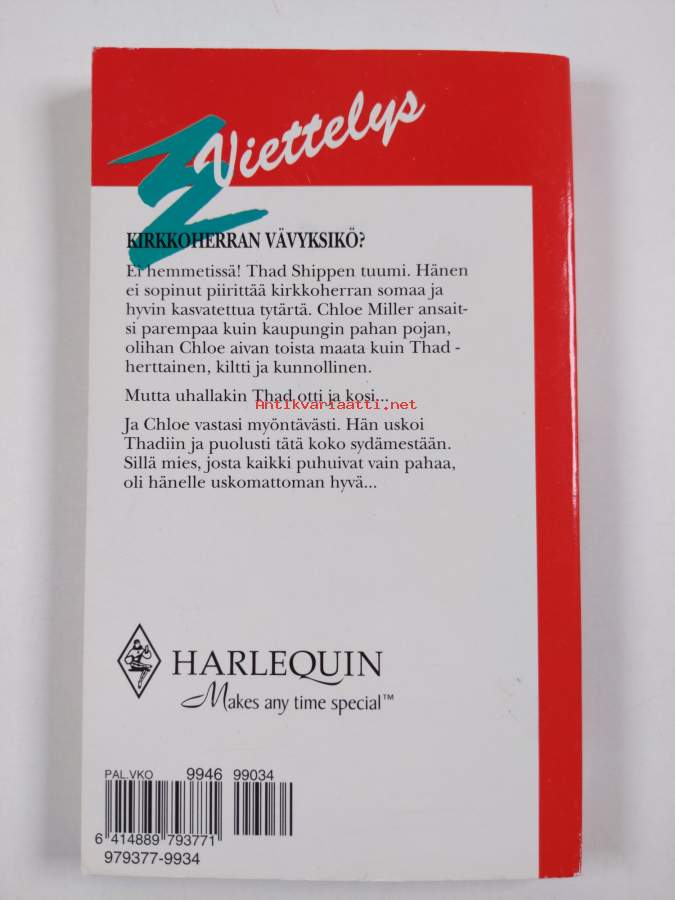 Viettelys
KIRKKOHERRAN VÄVYKSIKÖ?
Ei hemmetissä! Thad Shippen tuumi. Hänen
ei sopinut piirittää kirkkoherran somaa ja
hyvin kasvatettua tytärtä. Chloe Miller ansait-
si parempaa kuin kaupungin pahan pojan,
olihan Chloe aivan toista maata kuin Thad -
herttainen, kiltti ja kunnollinen.
Mutta uhallakin Thad otti ja kosi...
Antikvariaatti.net
Ja Chloe vastasi myöntävästi. Hän uskoi
Thadiin ja puolusti tätä koko sydämestään.
Sillä mies, josta kaikki puhuivat vain pahaa,
oli hänelle uskomattoman hyvä...
HARLEQUIN
Makes any time special™
PAL.VKO 9946 99034
6 414889 793771
979377-9934